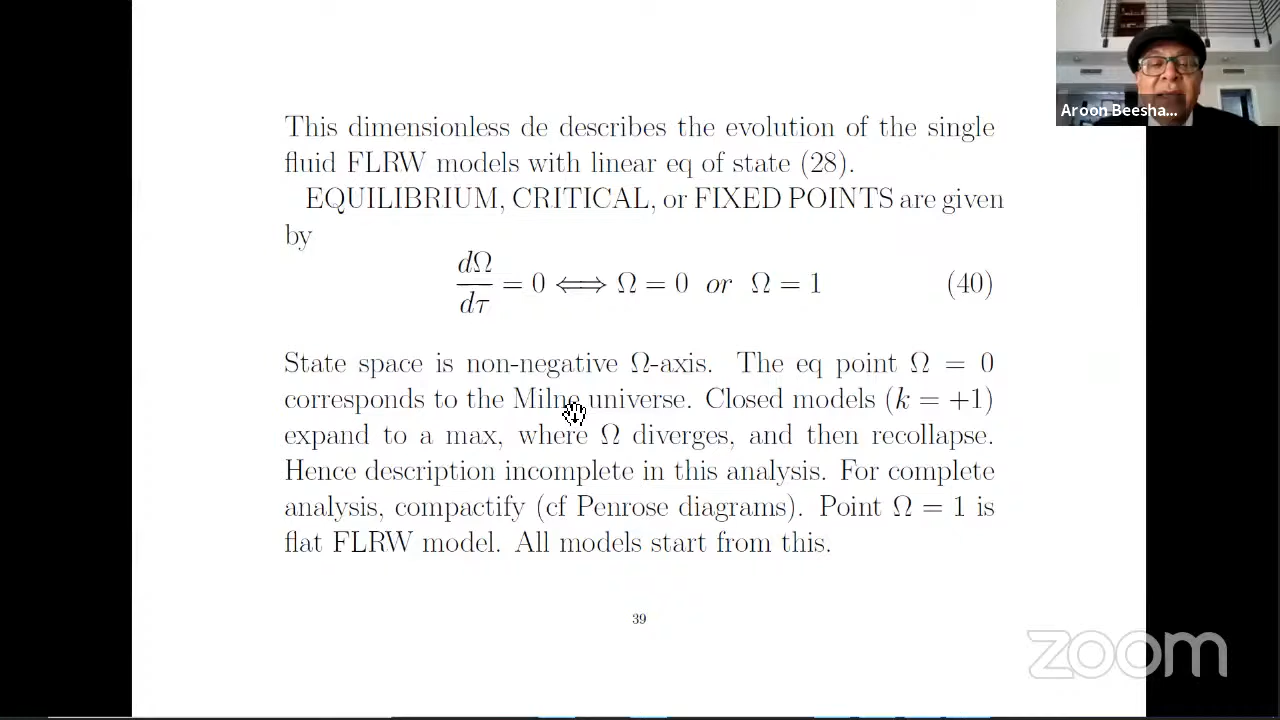 This dimensionless de describes the evolution of the single
fluid FLRW models with linear eq of state (28).
EQUILIBRIUM, CRITICAL, or FIXED POINTS are given
by
dΩ/dτ = 0 ⟺ Ω = 0 or Ω = 1 (40)
State space is non-negative Ω-axis. The eq point Ω = 0
corresponds to the Milne universe. Closed models (k = +1)
expand to a max, where Ω diverges, and then recollapse.
Hence description incomplete in this analysis. For complete
analysis, compactify (cf Penrose diagrams). Point Ω = 1 is
flat FLRW model. All models start from this.
39
Aroon Beesha...
zoom